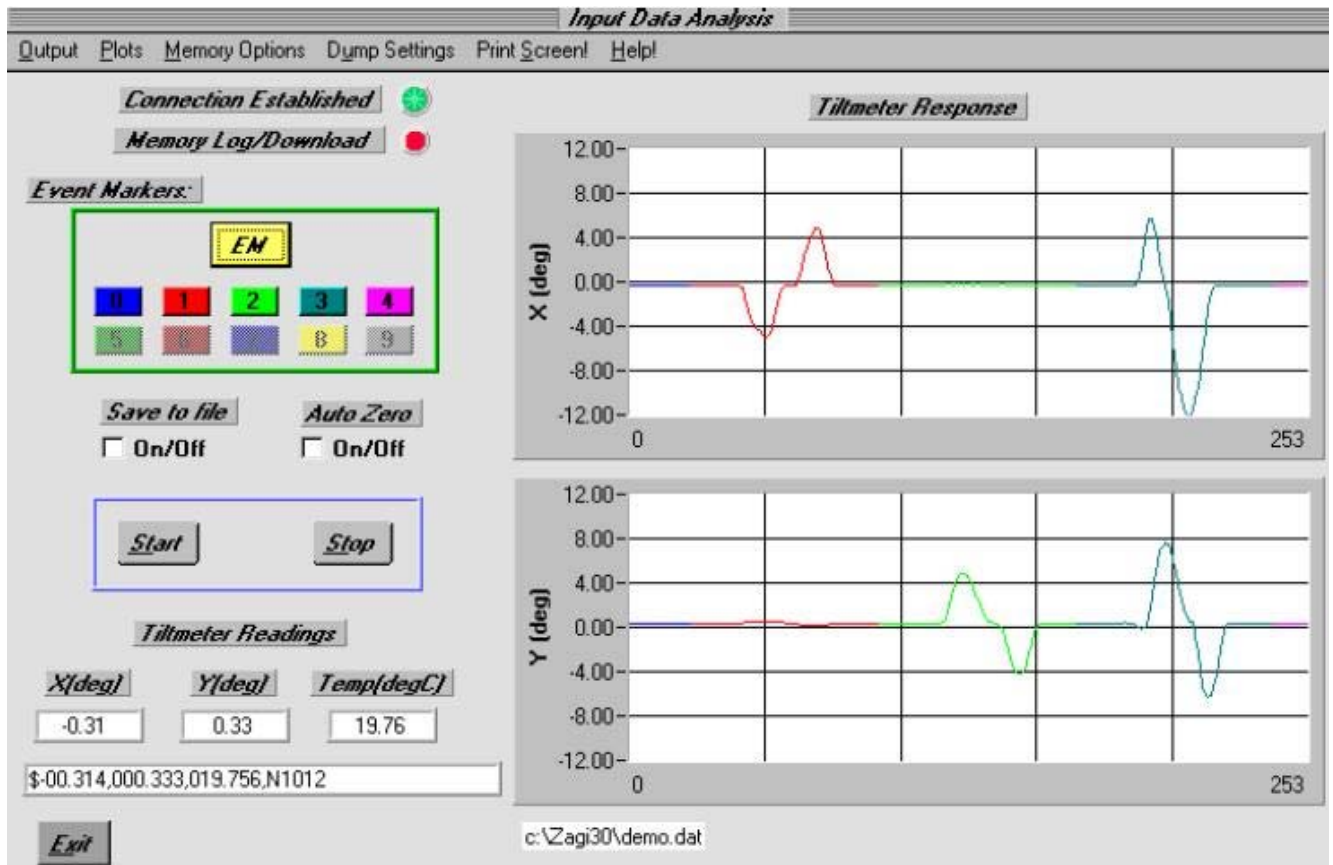 Input Data Analysis
Output Plots Memory Options Dump Settings Print Screen! Help!
Connection Established
Memory Log/Download
Event Markers:
EM
0 1 2 3 4
5 6 7 8 9
Save to file Auto Zero
On/Off On/Off
Start Stop
Tiltmeter Readings
X(deg) Y(deg) Temp(degC)
-0.31 0.33 19.76
$-00.314,000.333,019.756,N1012
Exit
Tiltmeter Response
X (deg)
12.00
8.00
4.00
0.00
-4.00
-8.00
-12.00
0 253
Y (deg)
12.00
8.00
4.00
0.00
-4.00
-8.00
-12.00
0 253
c:\Zagi30\demo.dat